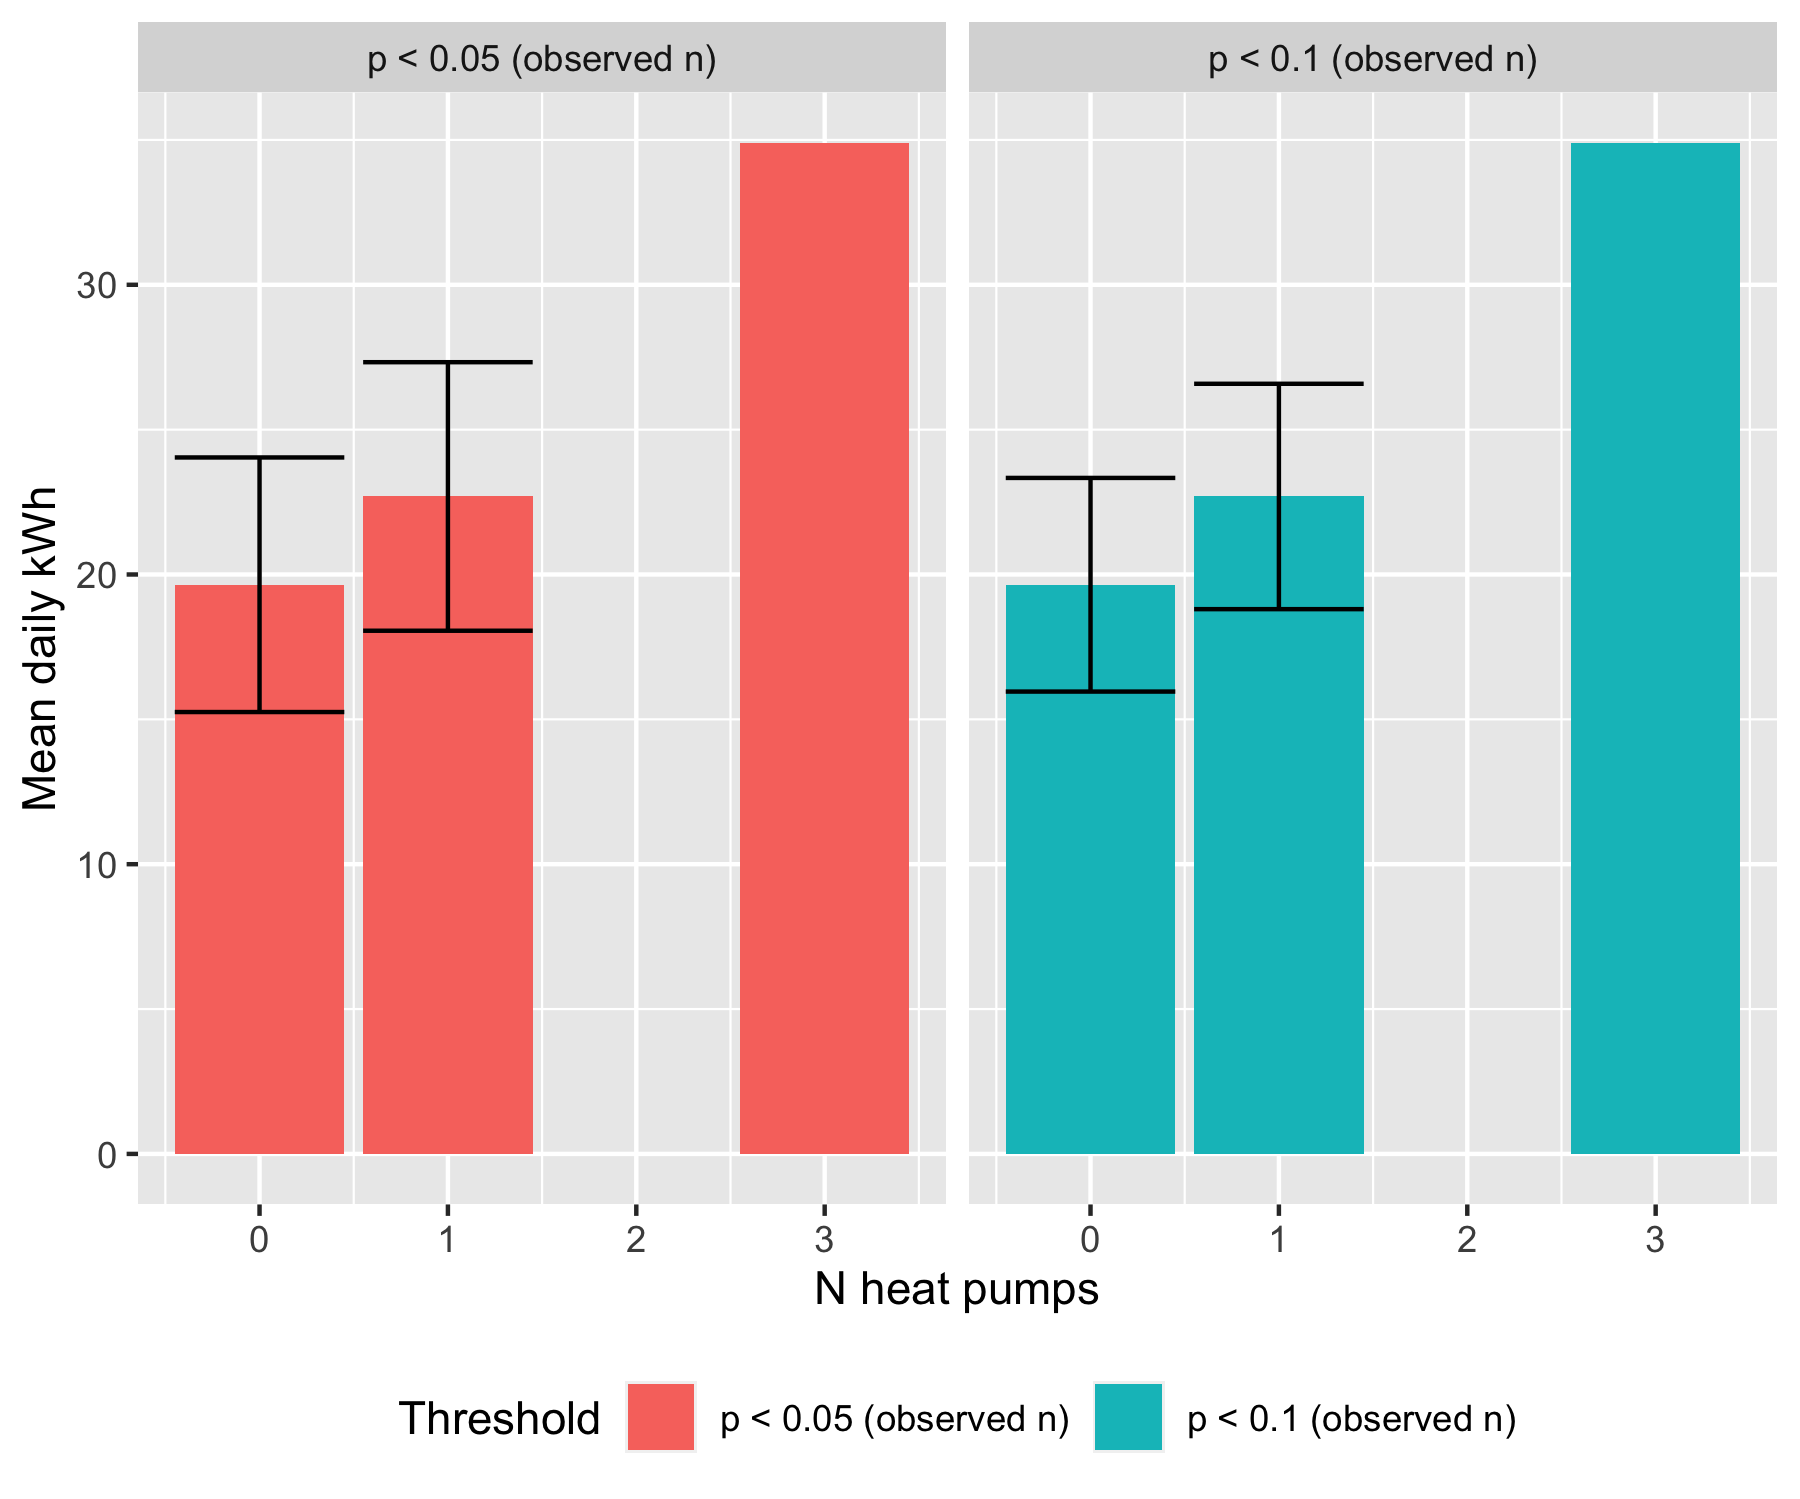 p < 0.05 (observed n)
p < 0.1 (observed n)
Mean daily kWh
30
20
10
0
0 1 2 3
0 1 2 3
N heat pumps
Threshold p < 0.05 (observed n) p < 0.1 (observed n)